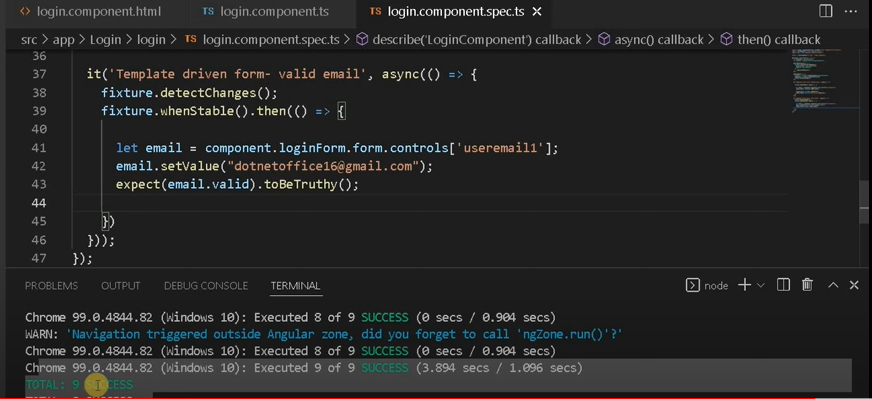 login.component.html TS login.component.ts TS login.component.spec.ts
src > app > Login > login > TS login.component.spec.ts > describe('LoginComponent') callback > async() callback > then() callback
36
37 it('Template driven form- valid email', async(() => {
38 fixture.detectChanges();
39 fixture.whenStable().then(() => {
40
41 let email = component.loginForm.form.controls['useremail1'];
42 email.setValue("dotnetoffice16@gmail.com");
43 expect(email.valid).toBeTruthy();
44
45 })
46 }));
47 });
PROBLEMS OUTPUT DEBUG CONSOLE TERMINAL node
Chrome 99.0.4844.82 (Windows 10): Executed 8 of 9 SUCCESS (0 secs / 0.904 secs)
WARN: 'Navigation triggered outside Angular zone, did you forget to call 'ngZone.run()'?'
Chrome 99.0.4844.82 (Windows 10): Executed 8 of 9 SUCCESS (0 secs / 0.904 secs)
Chrome 99.0.4844.82 (Windows 10): Executed 9 of 9 SUCCESS (3.894 secs / 1.096 secs)
TOTAL: 9 SUCCESS